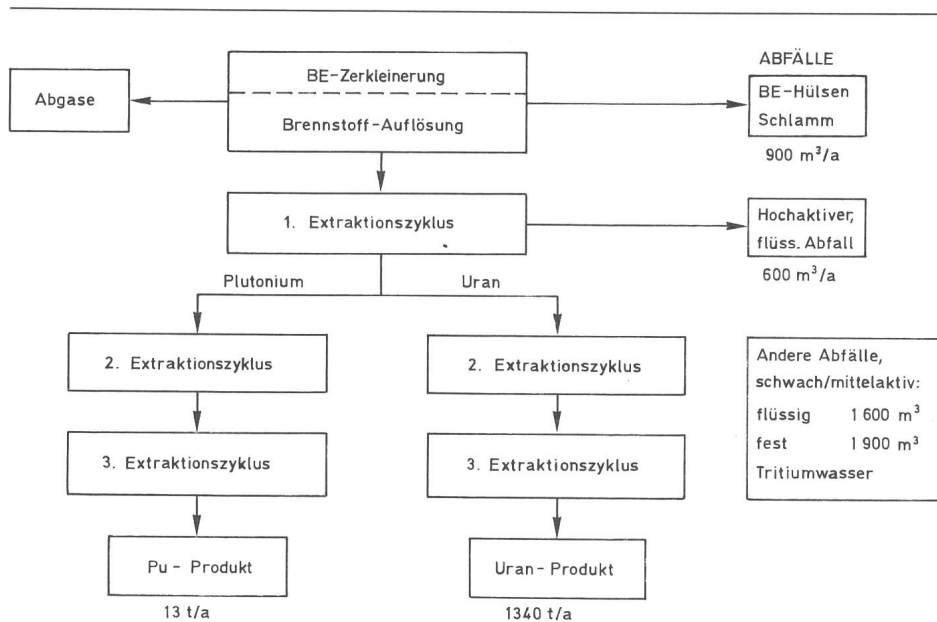 ABFÄLLE
BE-Zerkleinerung
Abgase
Brennstoff-Auflösung
BE-Hülsen
Schlamm
900 m³/a
1. Extraktionszyklus
Hochaktiver,
flüss. Abfall
600 m³/a
Plutonium
Uran
2. Extraktionszyklus
2. Extraktionszyklus
Andere Abfälle,
schwach/mittelaktiv:
flüssig 1 600 m³
fest 1 900 m³
Tritiumwasser
3. Extraktionszyklus
3. Extraktionszyklus
Pu - Produkt
Uran - Produkt
13 t/a
1340 t/a